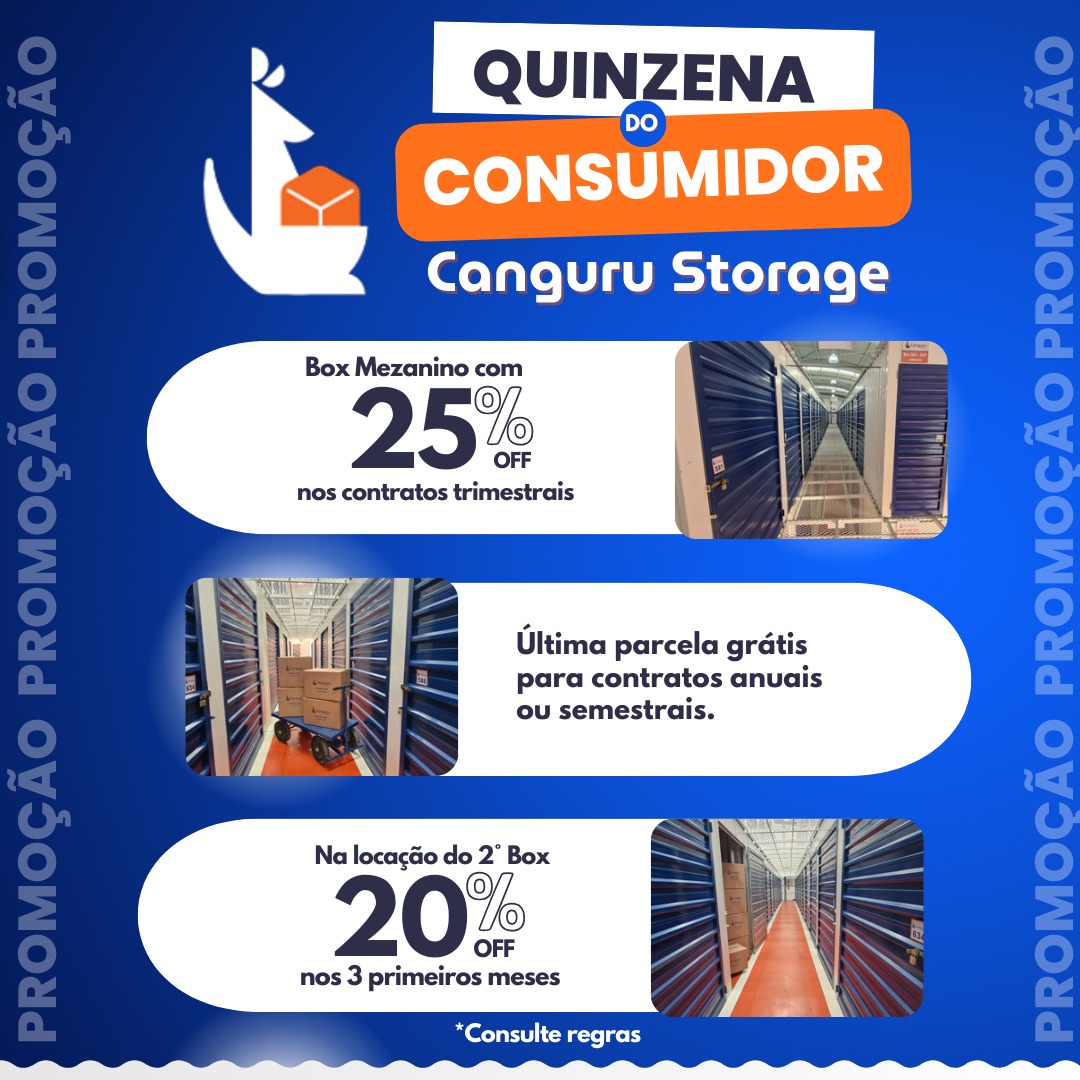 QUINZENA
DO
CONSUMIDOR
Canguru Storage
Box Mezanino com
25%
OFF
nos contratos trimestrais
Última parcela grátis
para contratos anuais
ou semestrais.
Na locação do 2° Box
20%
OFF
nos 3 primeiros meses
*Consulte regras
PROMOÇÃO PROMOÇÃO PROMOÇÃO
PROMOÇÃO PROMOÇÃO PROMOÇÃO